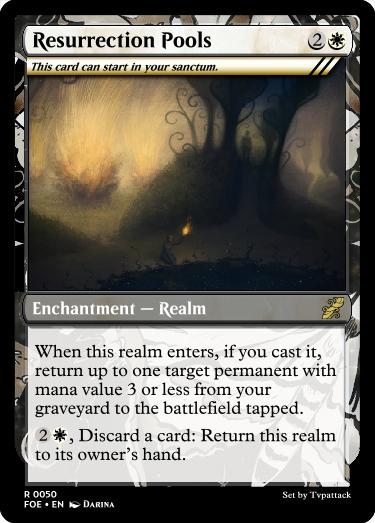 Resurrection Pools 2
This card can start in your sanctum.
Enchantment — Realm
When this realm enters, if you cast it,
return up to one target permanent with
mana value 3 or less from your
graveyard to the battlefield tapped.
2 , Discard a card: Return this realm
to its owner's hand.
R 0050
FOE • EN Darina
Set by Tvpattack